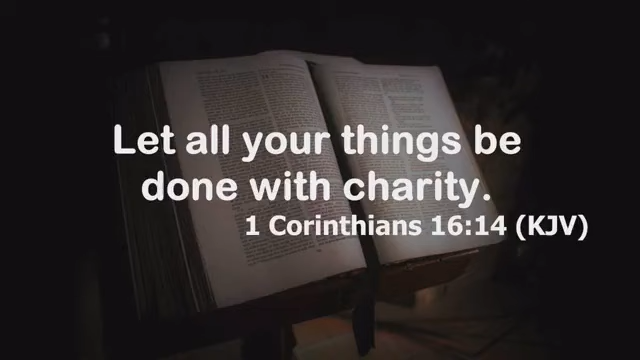 Let all your things be
done with charity.
1 Corinthians 16:14 (KJV)